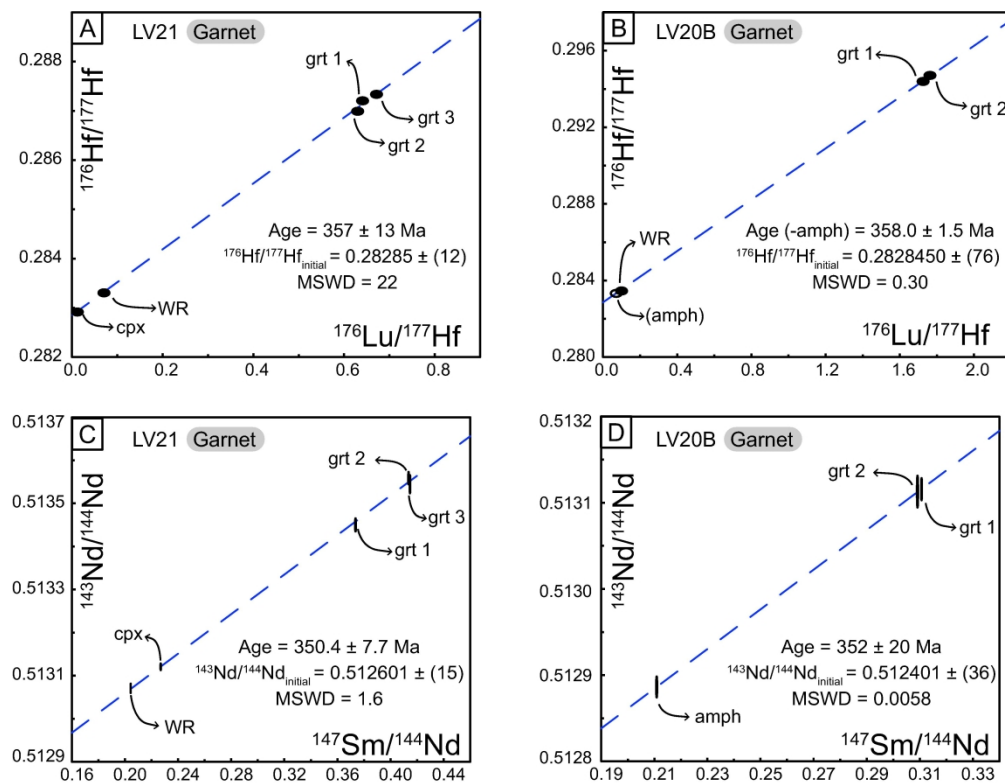 A
LV21 Garnet
0.288
0.286
0.284
0.282
176Hf/177Hf
grt 1
grt 3
grt 2
Age = 357 ± 13 Ma
176Hf/177Hfinitial = 0.28285 ± (12)
MSWD = 22
WR
cpx
176Lu/177Hf
0.0
0.2
0.4
0.6
0.8
B
LV20B Garnet
0.296
0.292
0.288
0.284
0.280
176Hf/177Hf
grt 1
grt 2
Age (-amph) = 358.0 ± 1.5 Ma
176Hf/177Hfinitial = 0.2828450 ± (76)
MSWD = 0.30
WR
(amph)
176Lu/177Hf
0.0
0.4
0.8
1.2
1.6
2.0
C
LV21 Garnet
0.5137
0.5135
0.5133
0.5131
0.5129
143Nd/144Nd
grt 2
grt 3
grt 1
cpx
Age = 350.4 ± 7.7 Ma
143Nd/144Ndinitial = 0.512601 ± (15)
MSWD = 1.6
WR
147Sm/144Nd
0.16
0.20
0.24
0.28
0.32
0.36
0.40
0.44
D
LV20B Garnet
0.5132
0.5131
0.5130
0.5129
0.5128
143Nd/144Nd
grt 2
grt 1
Age = 352 ± 20 Ma
143Nd/144Ndinitial = 0.512401 ± (36)
MSWD = 0.0058
amph
147Sm/144Nd
0.19
0.21
0.23
0.25
0.27
0.29
0.31
0.33